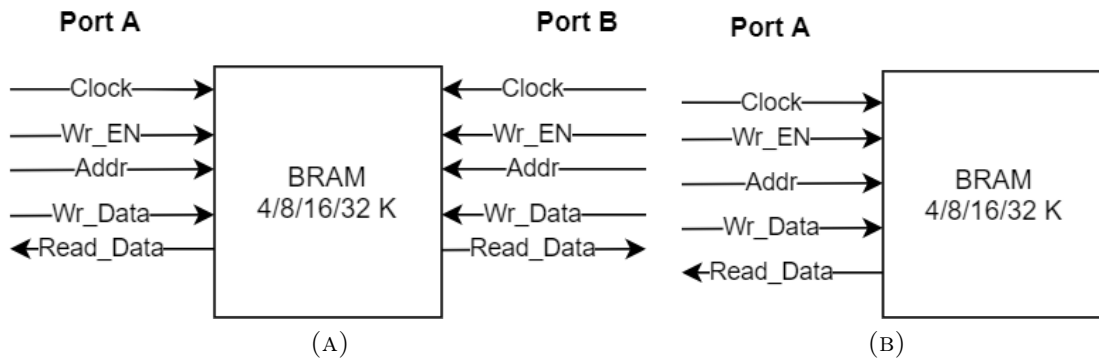 Port A
Port B
Clock
Wr_EN
Addr
Wr_Data
Read_Data
BRAM
4/8/16/32 K
Clock
Wr_EN
Addr
Wr_Data
Read_Data
(A)
Port A
Clock
Wr_EN
Addr
Wr_Data
Read_Data
BRAM
4/8/16/32 K
(B)